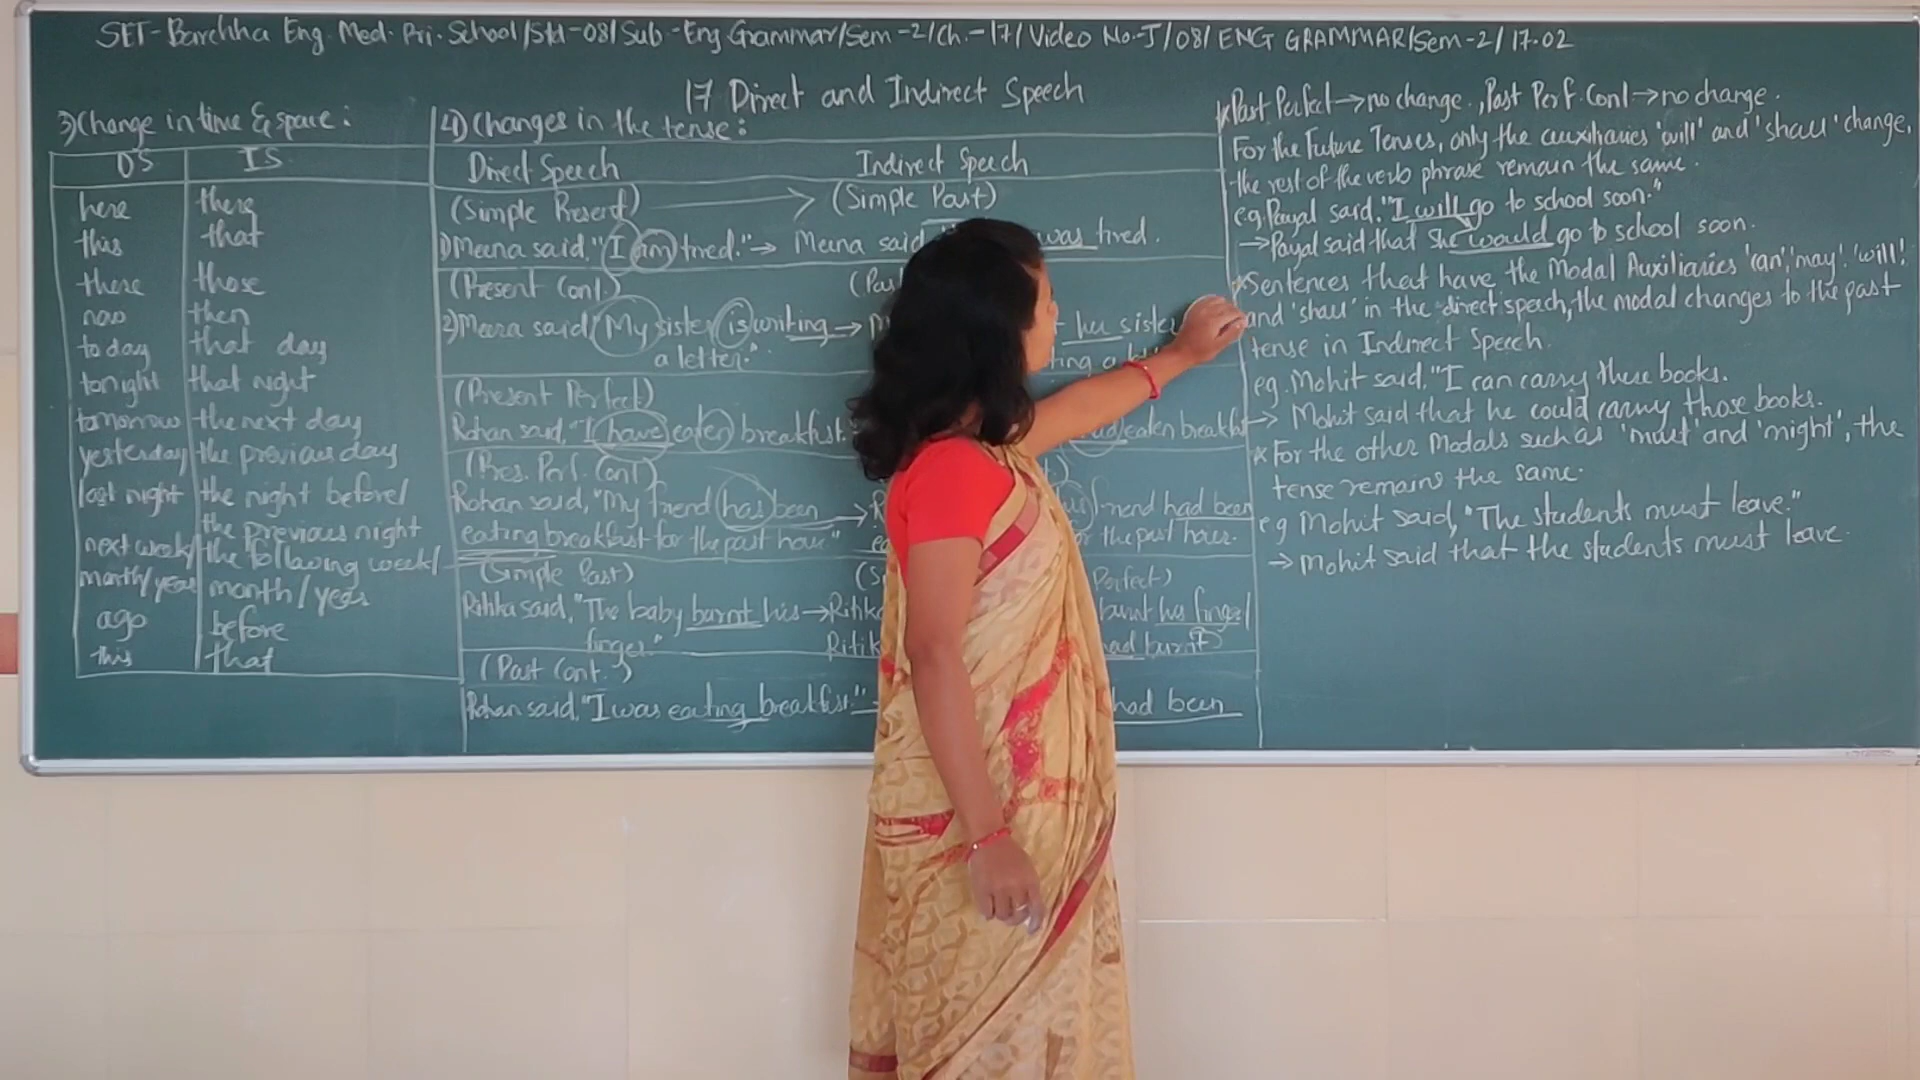 SET-Barchha Eng. Med. Pri. School/Std-08/Sub-Eng Grammar/Sem-2/Ch.-17/Video No.-J/08/ENG GRAMMAR/Sem-2/17.02
17 Direct and Indirect Speech
3) Change in time & space:
DS IS
here there
this that
these those
now then
today that day
tonight that night
tomorrow the next day
yesterday the previous day
last night the night before/
the previous night
next week/ the following week/
month/year month/year
ago before
this that
4) Changes in the tense:
Direct Speech Indirect Speech
(Simple Present) → (Simple Past)
1) Meena said, "I am tired." → Meena said was tired.
(Present Cont.)
2) Meera said, "My sister is writing → her sister
a letter."
(Present Perfect)
Rohan said, "I have eaten breakfast. eaten breakfast
(Pres. Perf. Cont)
Rohan said, "My friend has been → friend had been
eating breakfast for the past hour." the past hour.
(Simple Past) Perfect)
Ritika said, "The baby burnt his → Ritika burnt his finger/
finger." had burnt
(Past Cont.)
Rohan said, "I was eating breakfast." had been
* Past Perfect → no change., Past Perf. Cont → no change.
For the Future Tenses, only the auxiliaries 'will' and 'shall' change,
the rest of the verb phrase remain the same.
e.g. Payal said, "I will go to school soon."
→ Payal said that she would go to school soon.
* Sentences that have the Modal Auxiliaries 'can', 'may', 'will',
and 'shall' in the direct speech, the modal changes to the past
tense in Indirect Speech.
eg. Mohit said, "I can carry these books.
→ Mohit said that he could carry those books.
* For the other Modals such as 'must' and 'might', the
tense remains the same.
eg Mohit said, "The students must leave."
→ Mohit said that the students must leave.